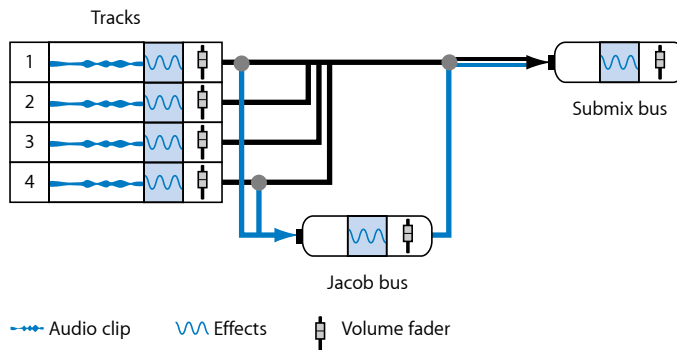 Tracks
1
2
3
4
Submix bus
Jacob bus
Audio clip
Effects
Volume fader